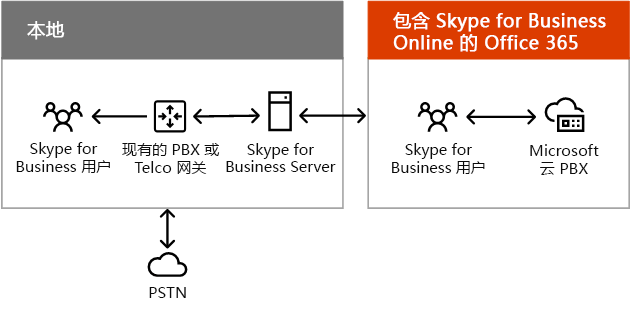 本地
包含 Skype for Business
Online 的 Office 365
Skype for
Business 用户
现有的 PBX 或
Telco 网关
Skype for
Business Server
Skype for
Business 用户
Microsoft
云 PBX
PSTN